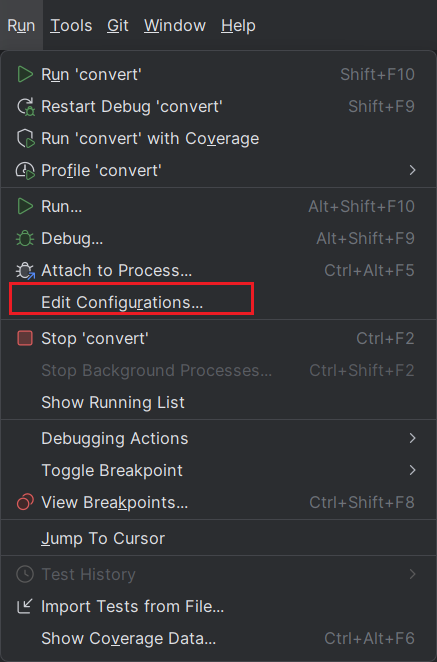 Run Tools Git Window Help
Run 'convert' Shift+F10
Restart Debug 'convert' Shift+F9
Run 'convert' with Coverage
Profile 'convert'
Run... Alt+Shift+F10
Debug... Alt+Shift+F9
Attach to Process... Ctrl+Alt+F5
Edit Configurations...
Stop 'convert' Ctrl+F2
Stop Background Processes... Ctrl+Shift+F2
Show Running List
Debugging Actions
Toggle Breakpoint
View Breakpoints... Ctrl+Shift+F8
Jump To Cursor
Test History
Import Tests from File...
Show Coverage Data... Ctrl+Alt+F6